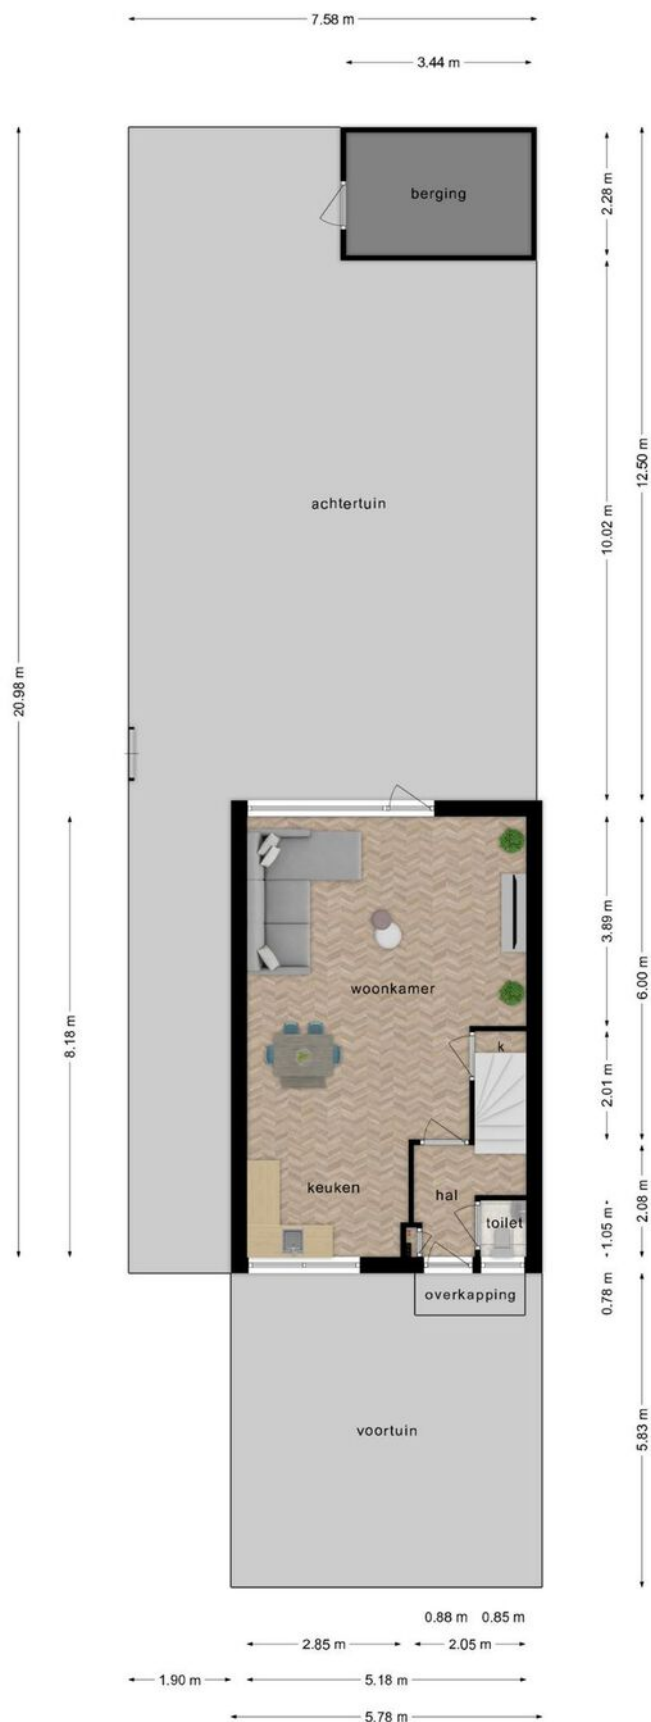 7.58 m
3.44 m
berging
2.28 m
12.50 m
achtertuin
10.02 m
20.98 m
woonkamer
3.89 m
6.00 m
8.18 m
k
2.01 m
keuken
hal
toilet
2.08 m
1.05 m
overkapping
0.78 m
voortuin
5.83 m
0.88 m 0.85 m
2.85 m 2.05 m
1.90 m 5.18 m
5.78 m